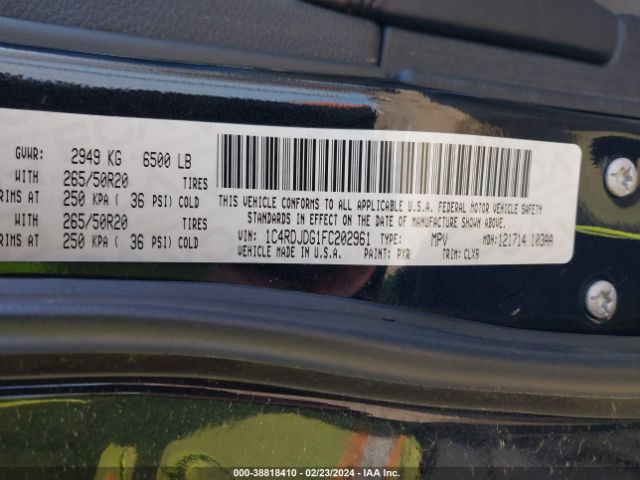 GVWR: 2949 KG 6500 LB
WITH 265/50R20 TIRES
RIMS AT 250 KPA ( 36 PSI) COLD
WITH 265/50R20 TIRES
RIMS AT 250 KPA ( 36 PSI) COLD
THIS VEHICLE CONFORMS TO ALL APPLICABLE U.S.A. FEDERAL MOTOR VEHICLE SAFETY
STANDARDS IN EFFECT ON THE DATE OF MANUFACTURE SHOWN ABOVE.
VIN: 1C4RDJDG1FC202961 TYPE: MPV MDH:121714 103AA
VEHICLE MADE IN U.S.A. PAINT: PXR TRIM: CLX9
000-38818410 - 02/23/2024 - IAA Inc.